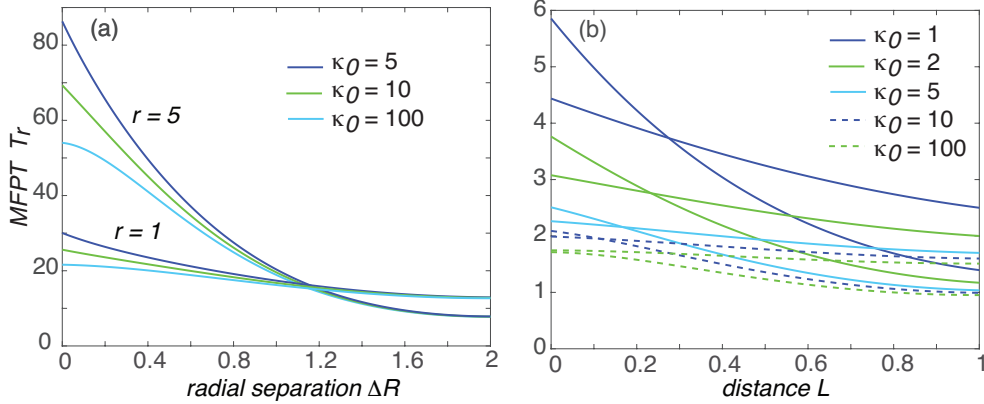 (a)
κ0 = 5
κ0 = 10
κ0 = 100
r = 5
r = 1
MFPT Tr
80
60
40
20
0
0 0.4 0.8 1.2 1.6 2
radial separation ΔR
(b)
κ0 = 1
κ0 = 2
κ0 = 5
κ0 = 10
κ0 = 100
6
5
4
3
2
1
0
0 0.2 0.4 0.6 0.8 1
distance L